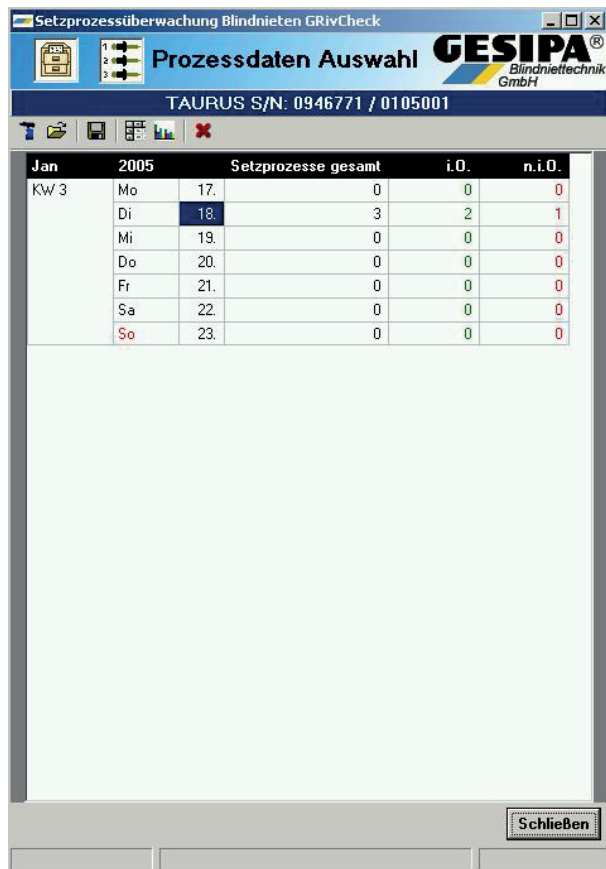 Setzprozessüberwachung Blindnieten GRivCheck
Prozessdaten Auswahl
GESIPA®
Blindniettechnik
GmbH
TAURUS S/N: 0946771 / 0105001
Jan 2005 Setzprozesse gesamt i.O. n.i.O.
KW 3 Mo 17. 0 0 0
Di 18. 3 2 1
Mi 19. 0 0 0
Do 20. 0 0 0
Fr 21. 0 0 0
Sa 22. 0 0 0
So 23. 0 0 0
Schließen